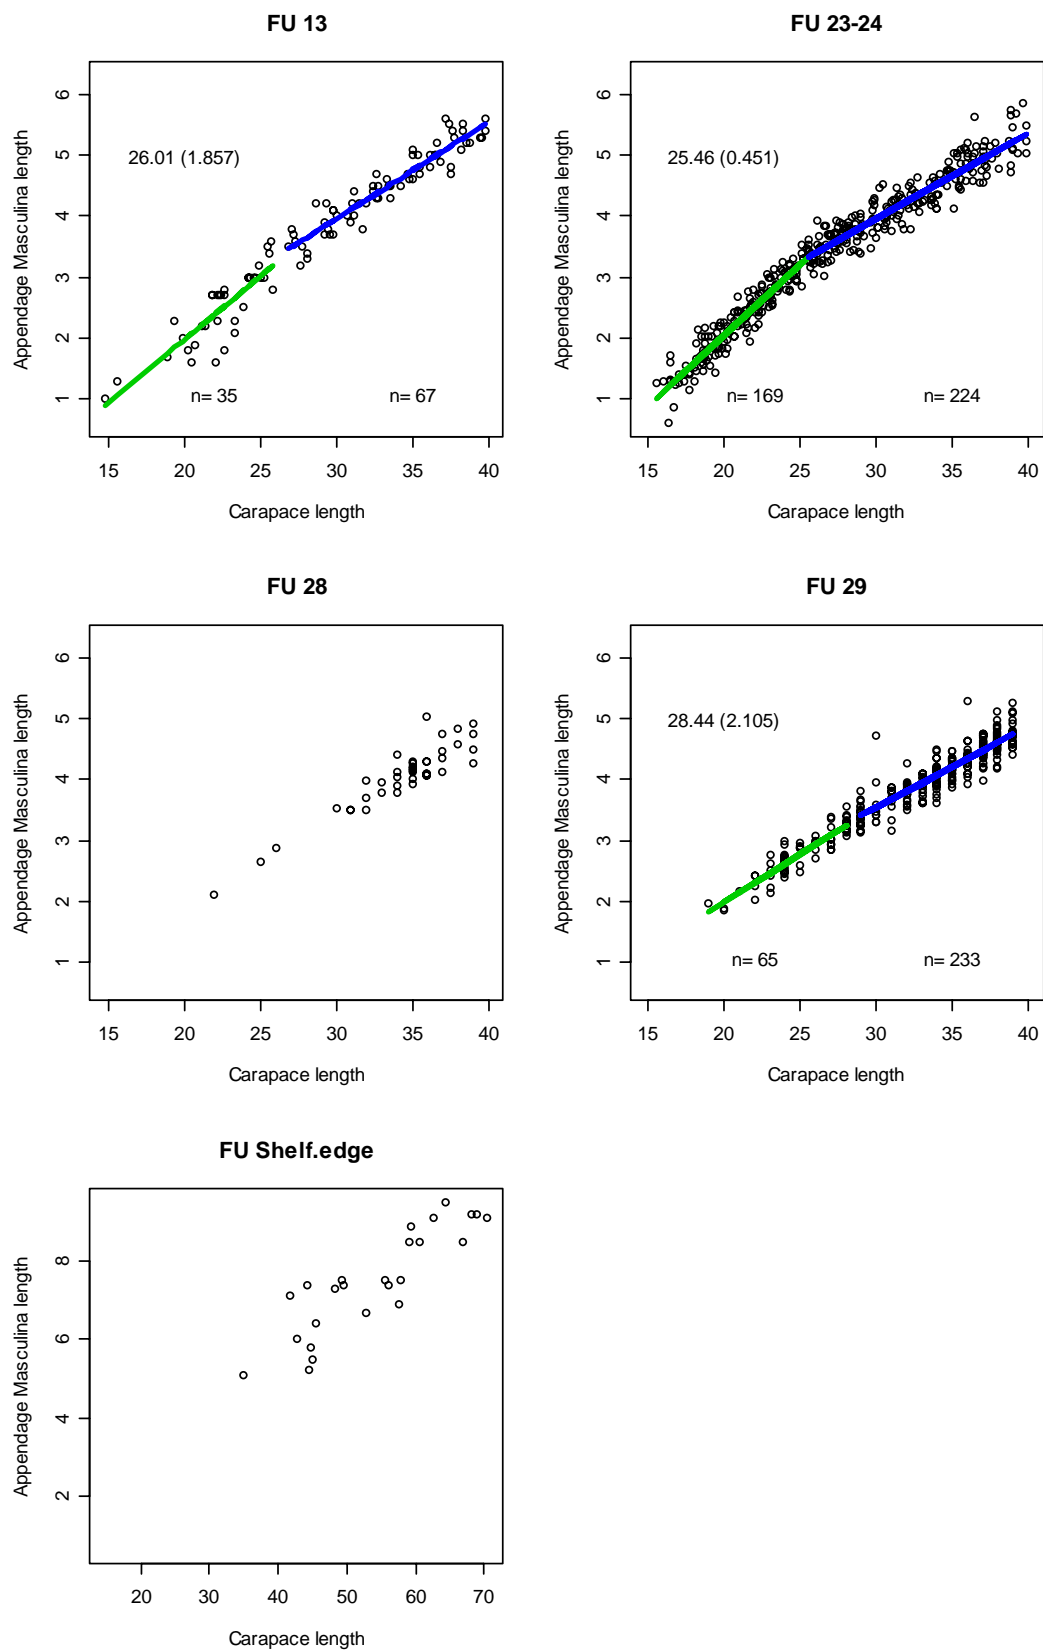 FU 13
Appendage Masculina length
6
5
4
3
2
1
26.01 (1.857)
n= 35
n= 67
15 20 25 30 35 40
Carapace length
FU 23-24
Appendage Masculina length
6
5
4
3
2
1
25.46 (0.451)
n= 169
n= 224
15 20 25 30 35 40
Carapace length
FU 28
Appendage Masculina length
6
5
4
3
2
1
15 20 25 30 35 40
Carapace length
FU 29
Appendage Masculina length
6
5
4
3
2
1
28.44 (2.105)
n= 65
n= 233
15 20 25 30 35 40
Carapace length
FU Shelf.edge
Appendage Masculina length
8
6
4
2
20 30 40 50 60 70
Carapace length